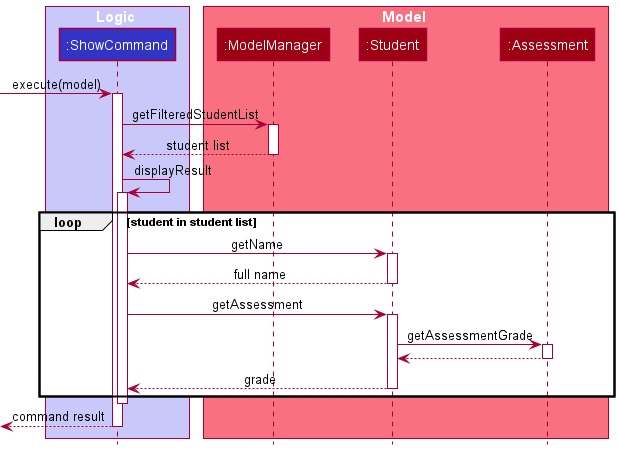 Logic
Model
:ShowCommand
:ModelManager
:Student
:Assessment
execute(model)
getFilteredStudentList
student list
displayResult
loop
[student in student list]
getName
full name
getAssessment
getAssessmentGrade
grade
command result